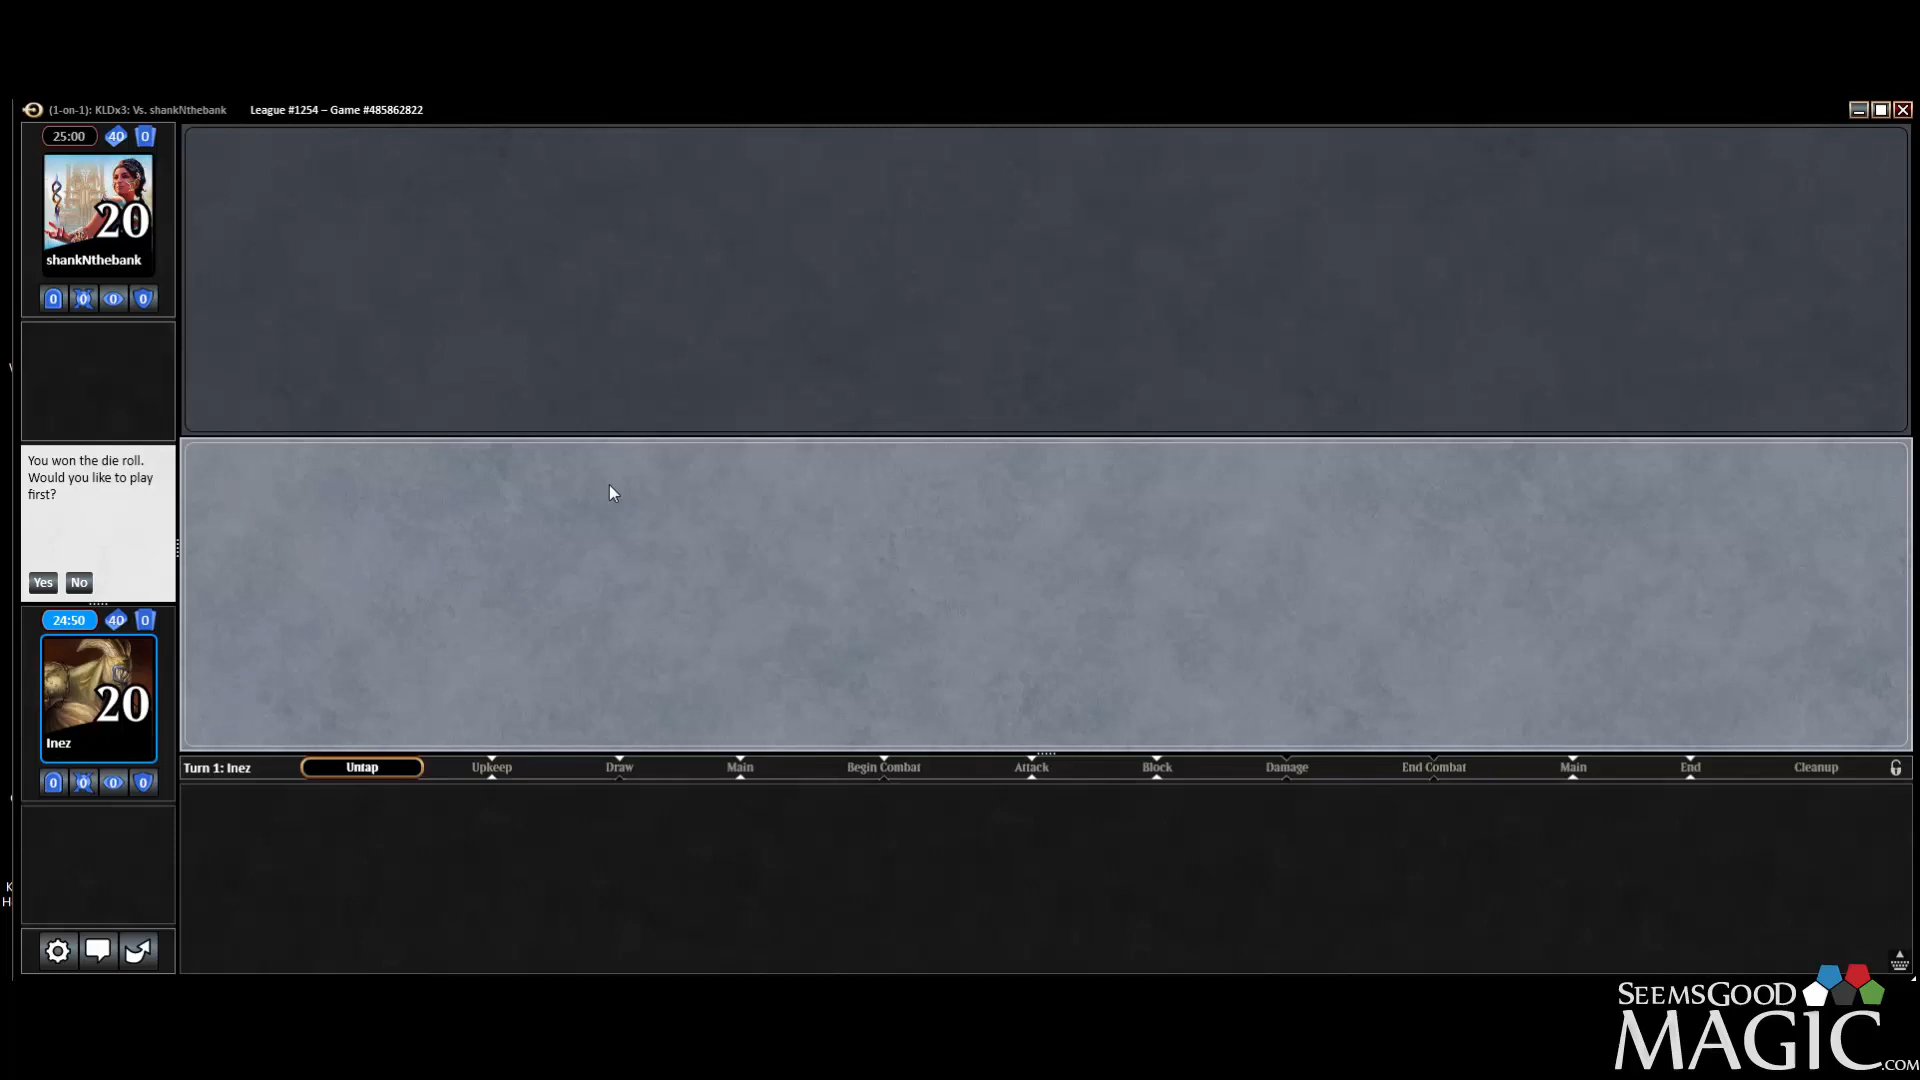 (1-on-1): KLDx3: Vs. shankNthebank League #1254 – Game #485862822
25:00 40 0
20
shankNthebank
0 0 0 0
You won the die roll.
Would you like to play
first?
Yes No
24:50 40 0
20
Inez
0 0 0 0
Turn 1: Inez Untap Upkeep Draw Main Begin Combat Attack Block Damage End Combat Main End Cleanup
K
H
SEEMSGOOD
MAGIC.COM